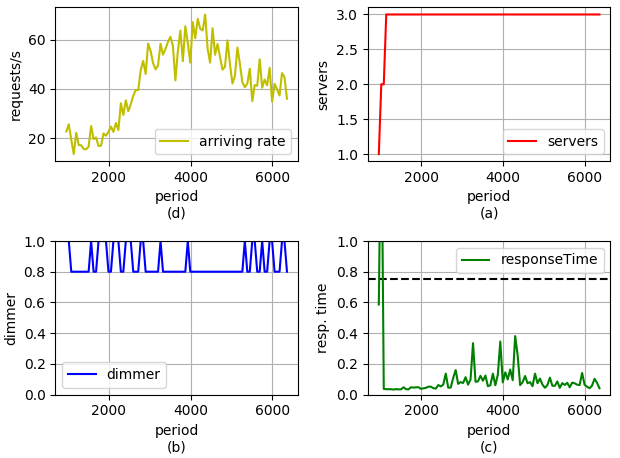 requests/s
60
40
20
arriving rate
2000
4000
6000
period
(d)
servers
3.0
2.5
2.0
1.5
1.0
servers
2000
4000
6000
period
(a)
dimmer
1.0
0.8
0.6
0.4
0.2
0.0
dimmer
2000
4000
6000
period
(b)
resp. time
1.0
0.8
0.6
0.4
0.2
0.0
responseTime
2000
4000
6000
period
(c)